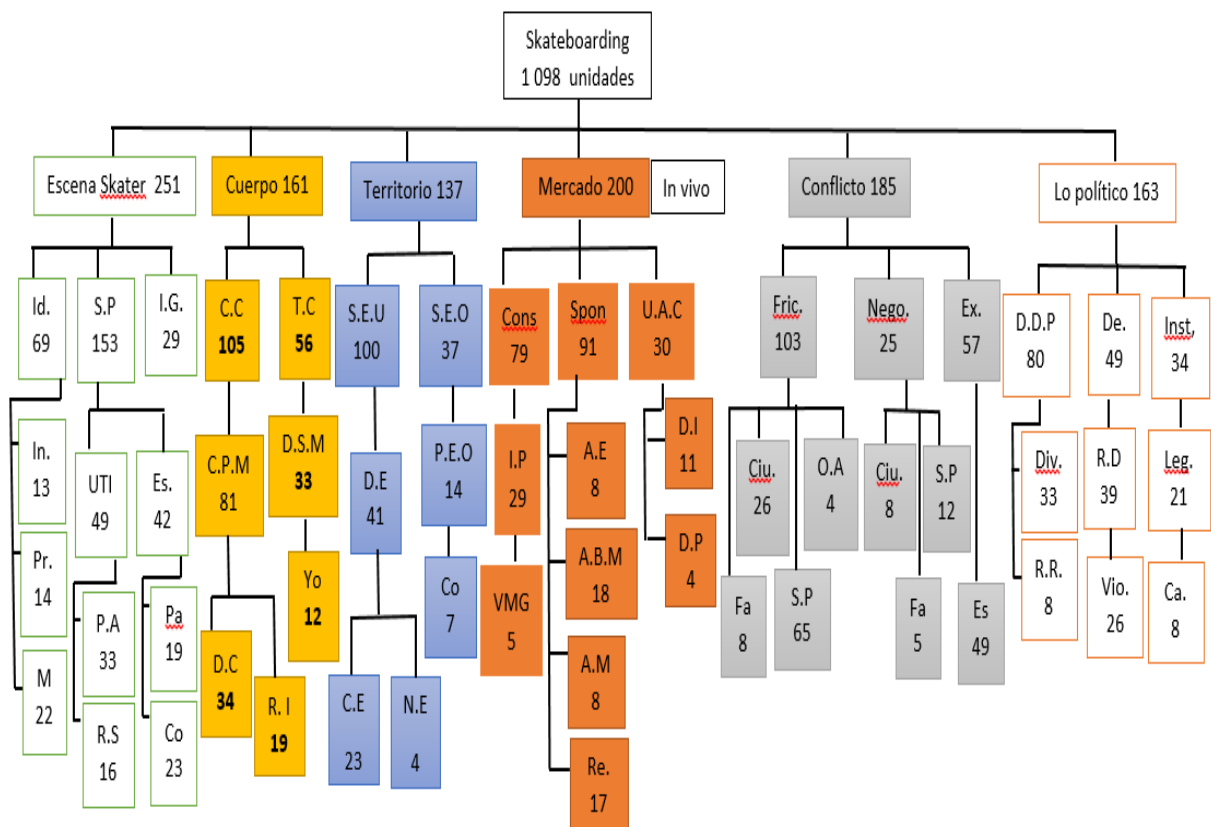 Skateboarding
1 098 unidades
Escena Skater 251
Cuerpo 161
Territorio 137
Mercado 200
In vivo
Conflicto 185
Lo político 163
Id.
69
S.P
153
I.G.
29
C.C
105
T.C
56
S.E.U
100
S.E.O
37
Cons
79
Spon
91
U.A.C
30
Fric.
103
Nego.
25
Ex.
57
D.D.P
80
De.
49
Inst,
34
In.
13
Pr.
14
M
22
UTI
49
Es.
42
P.A
33
R.S
16
Pa
19
Co
23
C.P.M
81
D.C
34
R. I
19
D.S.M
33
Yo
12
D.E
41
C.E
23
N.E
4
P.E.O
14
Co
7
I.P
29
VMG
5
A.E
8
A.B.M
18
A.M
8
Re.
17
D.I
11
D.P
4
Ciu.
26
O.A
4
Fa
8
S.P
65
Ciu.
8
S.P
12
Fa
5
Es
49
Div.
33
R.R.
8
R.D
39
Vio.
26
Leg.
21
Ca.
8